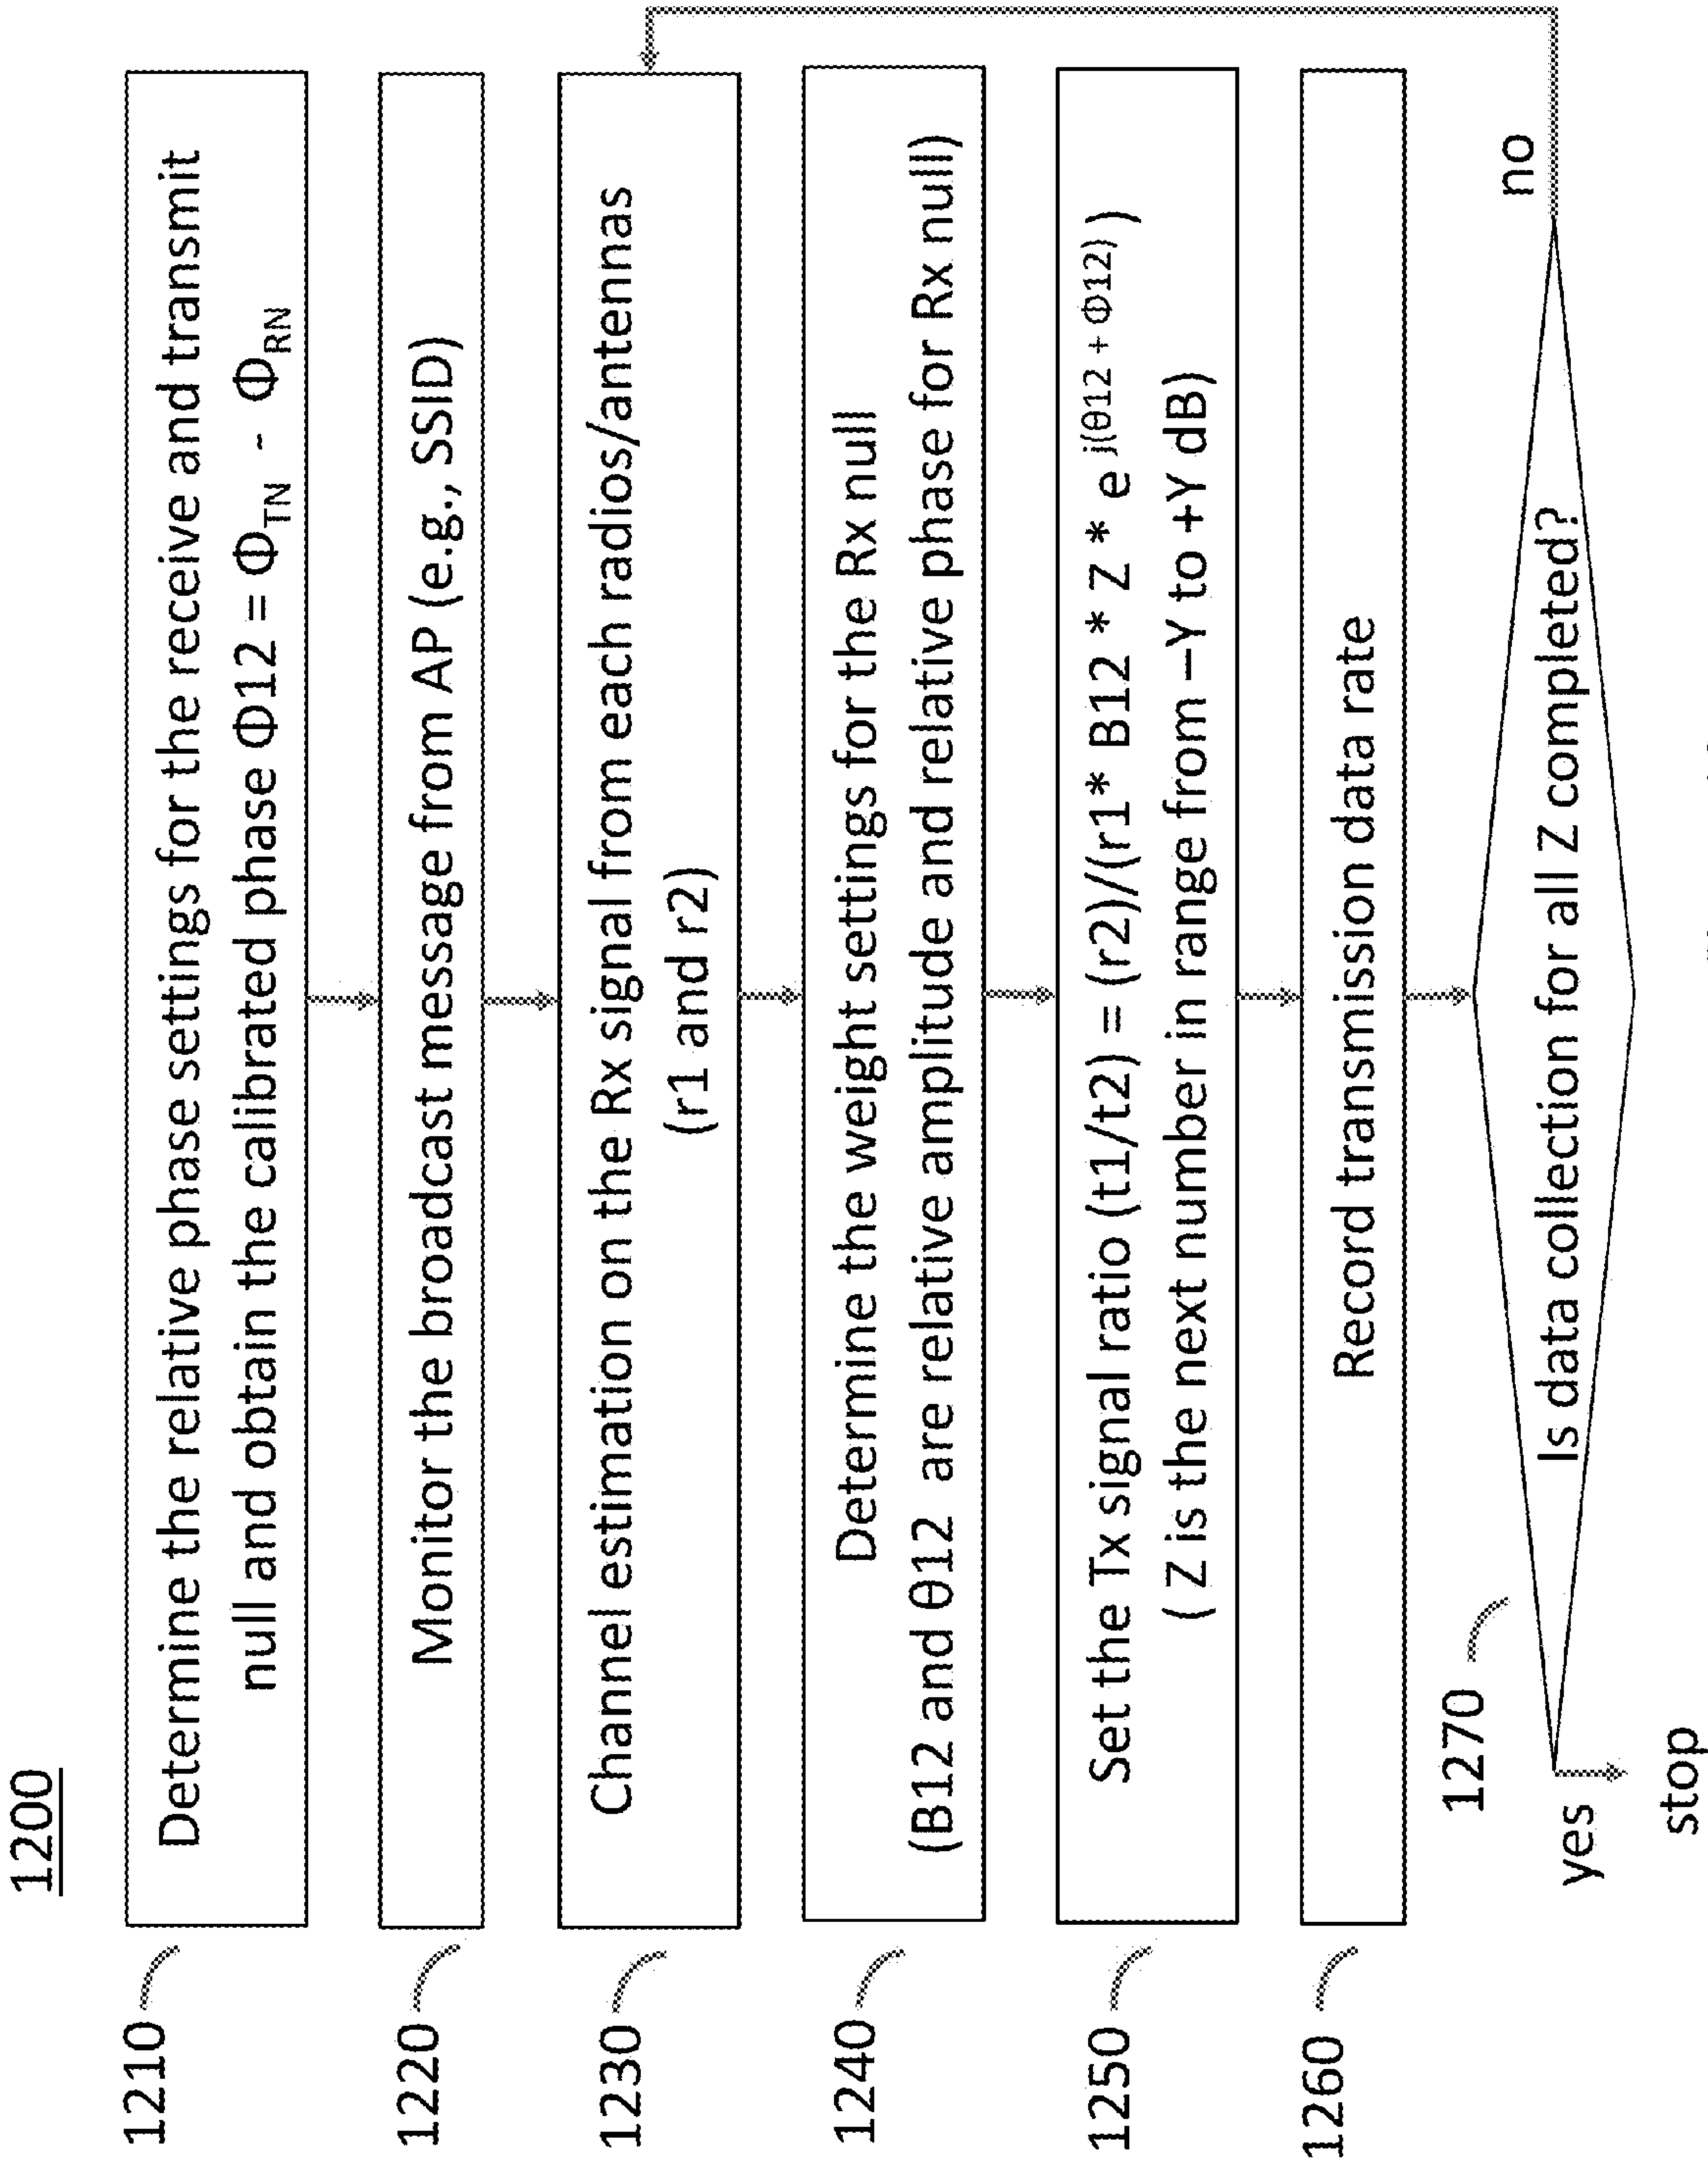 1200
1210
Determine the relative phase settings for the receive and transmit
null and obtain the calibrated phase Φ12 = Φ_TN - Φ_RN
1220
Monitor the broadcast message from AP (e.g., SSID)
1230
Channel estimation on the Rx signal from each radios/antennas
(r1 and r2)
1240
Determine the weight settings for the Rx null
(B12 and θ12 are relative amplitude and relative phase for Rx null)
1250
Set the Tx signal ratio (t1/t2) = (r2)/(r1* B12 * Z * e^j(θ12 + Φ12) )
( Z is the next number in range from −Y to +Y dB)
1260
Record transmission data rate
1270
Is data collection for all Z completed?
no
yes
stop